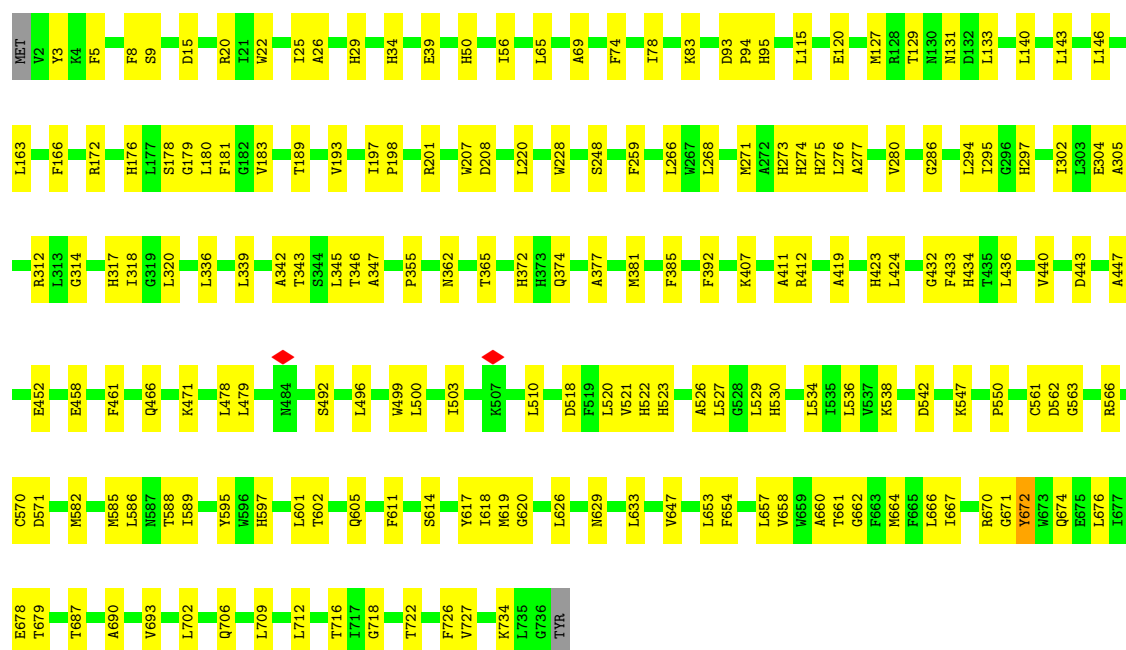 MET V2 Y3 K4 F5 F8 S9 D15 R20 I21 W22 I25 A26 H29 H34 E39 H50 I56 L65 A69 F74 I78 K83 D93 P94 H95 L115 E120 M127 R128 T129 N130 N131 D132 L133 L140 L143 L146
L163 F166 R172 H176 L177 S178 G179 L180 F181 G182 V183 T189 V193 I197 P198 R201 W207 D208 L220 W228 S248 F259 L266 W267 L268 M271 A272 H273 H274 H275 L276 A277 V280 G286 L294 I295 G296 H297 I302 L303 E304 A305
R312 L313 G314 H317 I318 G319 L320 L336 L339 A342 T343 S344 L345 T346 A347 P355 N362 T365 H372 H373 Q374 A377 M381 F385 F392 K407 A411 R412 A419 H423 L424 G432 F433 H434 T435 L436 V440 D443 A447
E452 E458 F461 Q466 K471 L478 L479 N484 S492 L496 W499 L500 I503 K507 L510 D518 F519 L520 V521 H522 H523 A526 L527 G528 L529 H530 L534 I535 L536 V537 K538 D542 K547 P550 C561 D562 G563 R566
C570 D571 M582 M585 L586 N587 T588 I589 Y595 W596 H597 L601 T602 Q605 F611 S614 Y617 I618 M619 G620 L626 N629 L633 V647 L653 F654 L657 V658 W659 A660 T661 G662 F663 M664 F665 L666 I667 R670 G671 Y672 W673 Q674 E675 L676 I677
E678 T679 T687 A690 V693 L702 Q706 L709 L712 T716 I717 G718 T722 F726 V727 K734 L735 G736 TYR